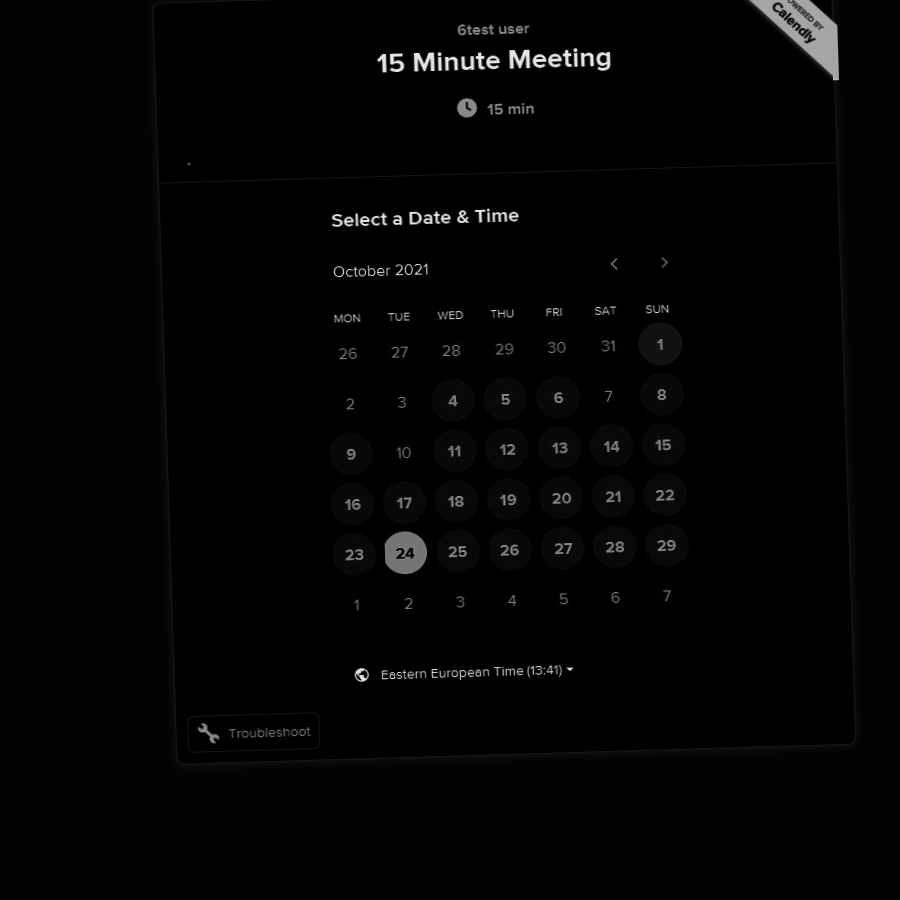 6test user
15 Minute Meeting
15 min
POWERED BY
Calendly
Select a Date & Time
October 2021
MON TUE WED THU FRI SAT SUN
26 27 28 29 30 31 1
2 3 4 5 6 7 8
9 10 11 12 13 14 15
16 17 18 19 20 21 22
23 24 25 26 27 28 29
1 2 3 4 5 6 7
Eastern European Time (13:41)
Troubleshoot